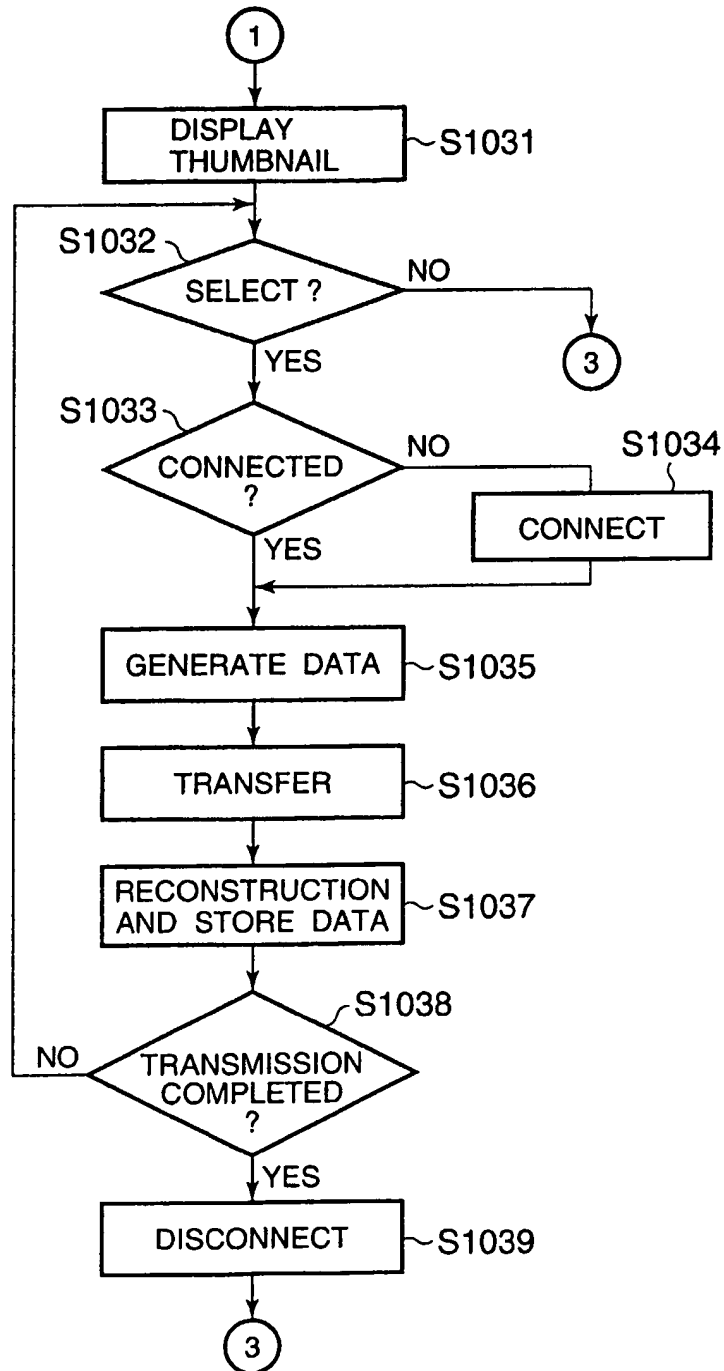 1
DISPLAY
THUMBNAIL
S1031
S1032
SELECT ?
NO
3
YES
S1033
CONNECTED
?
NO
S1034
CONNECT
YES
GENERATE DATA
S1035
TRANSFER
S1036
RECONSTRUCTION
AND STORE DATA
S1037
S1038
NO
TRANSMISSION
COMPLETED
?
YES
DISCONNECT
S1039
3